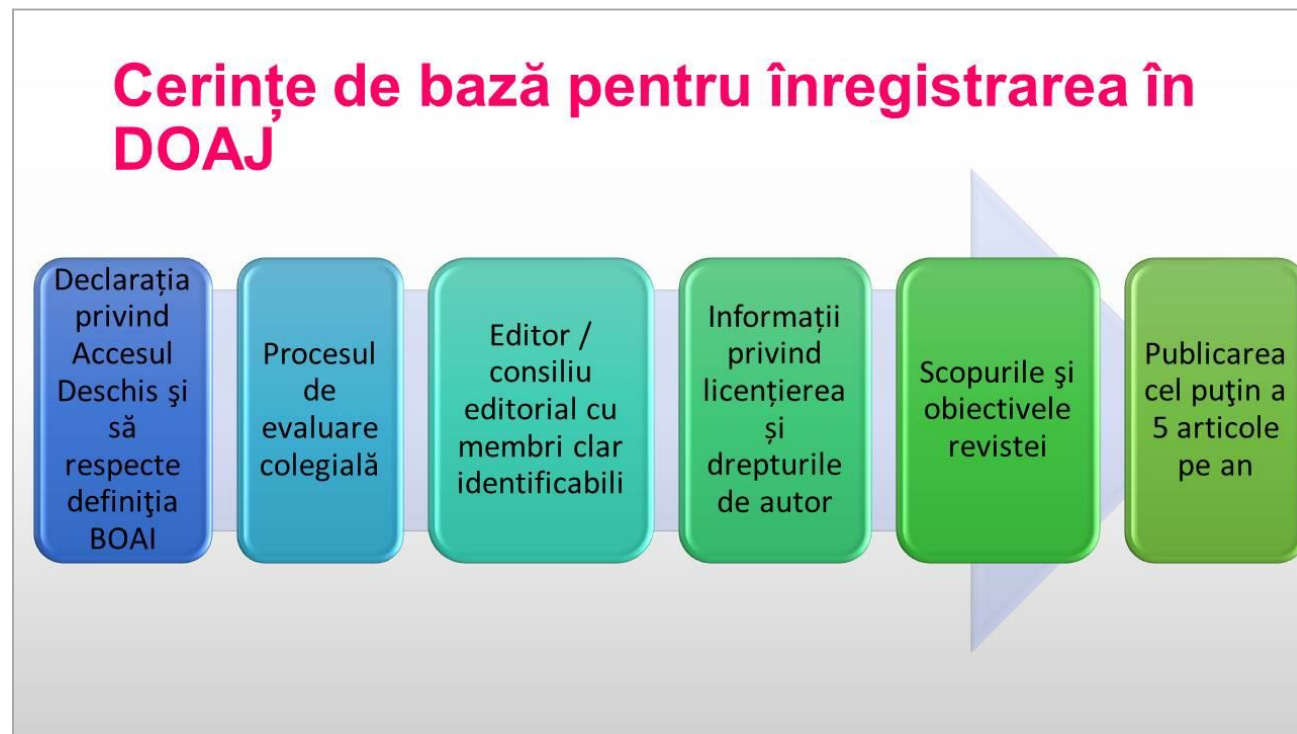 Cerințe de bază pentru înregistrarea în
DOAJ
Declarația
privind
Accesul
Deschis şi
să
respecte
definiţia
BOAI
Procesul
de
evaluare
colegială
Editor /
consiliu
editorial cu
membri clar
identificabili
Informații
privind
licențierea
și
drepturile
de autor
Scopurile şi
obiectivele
revistei
Publicarea
cel puţin a
5 articole
pe an